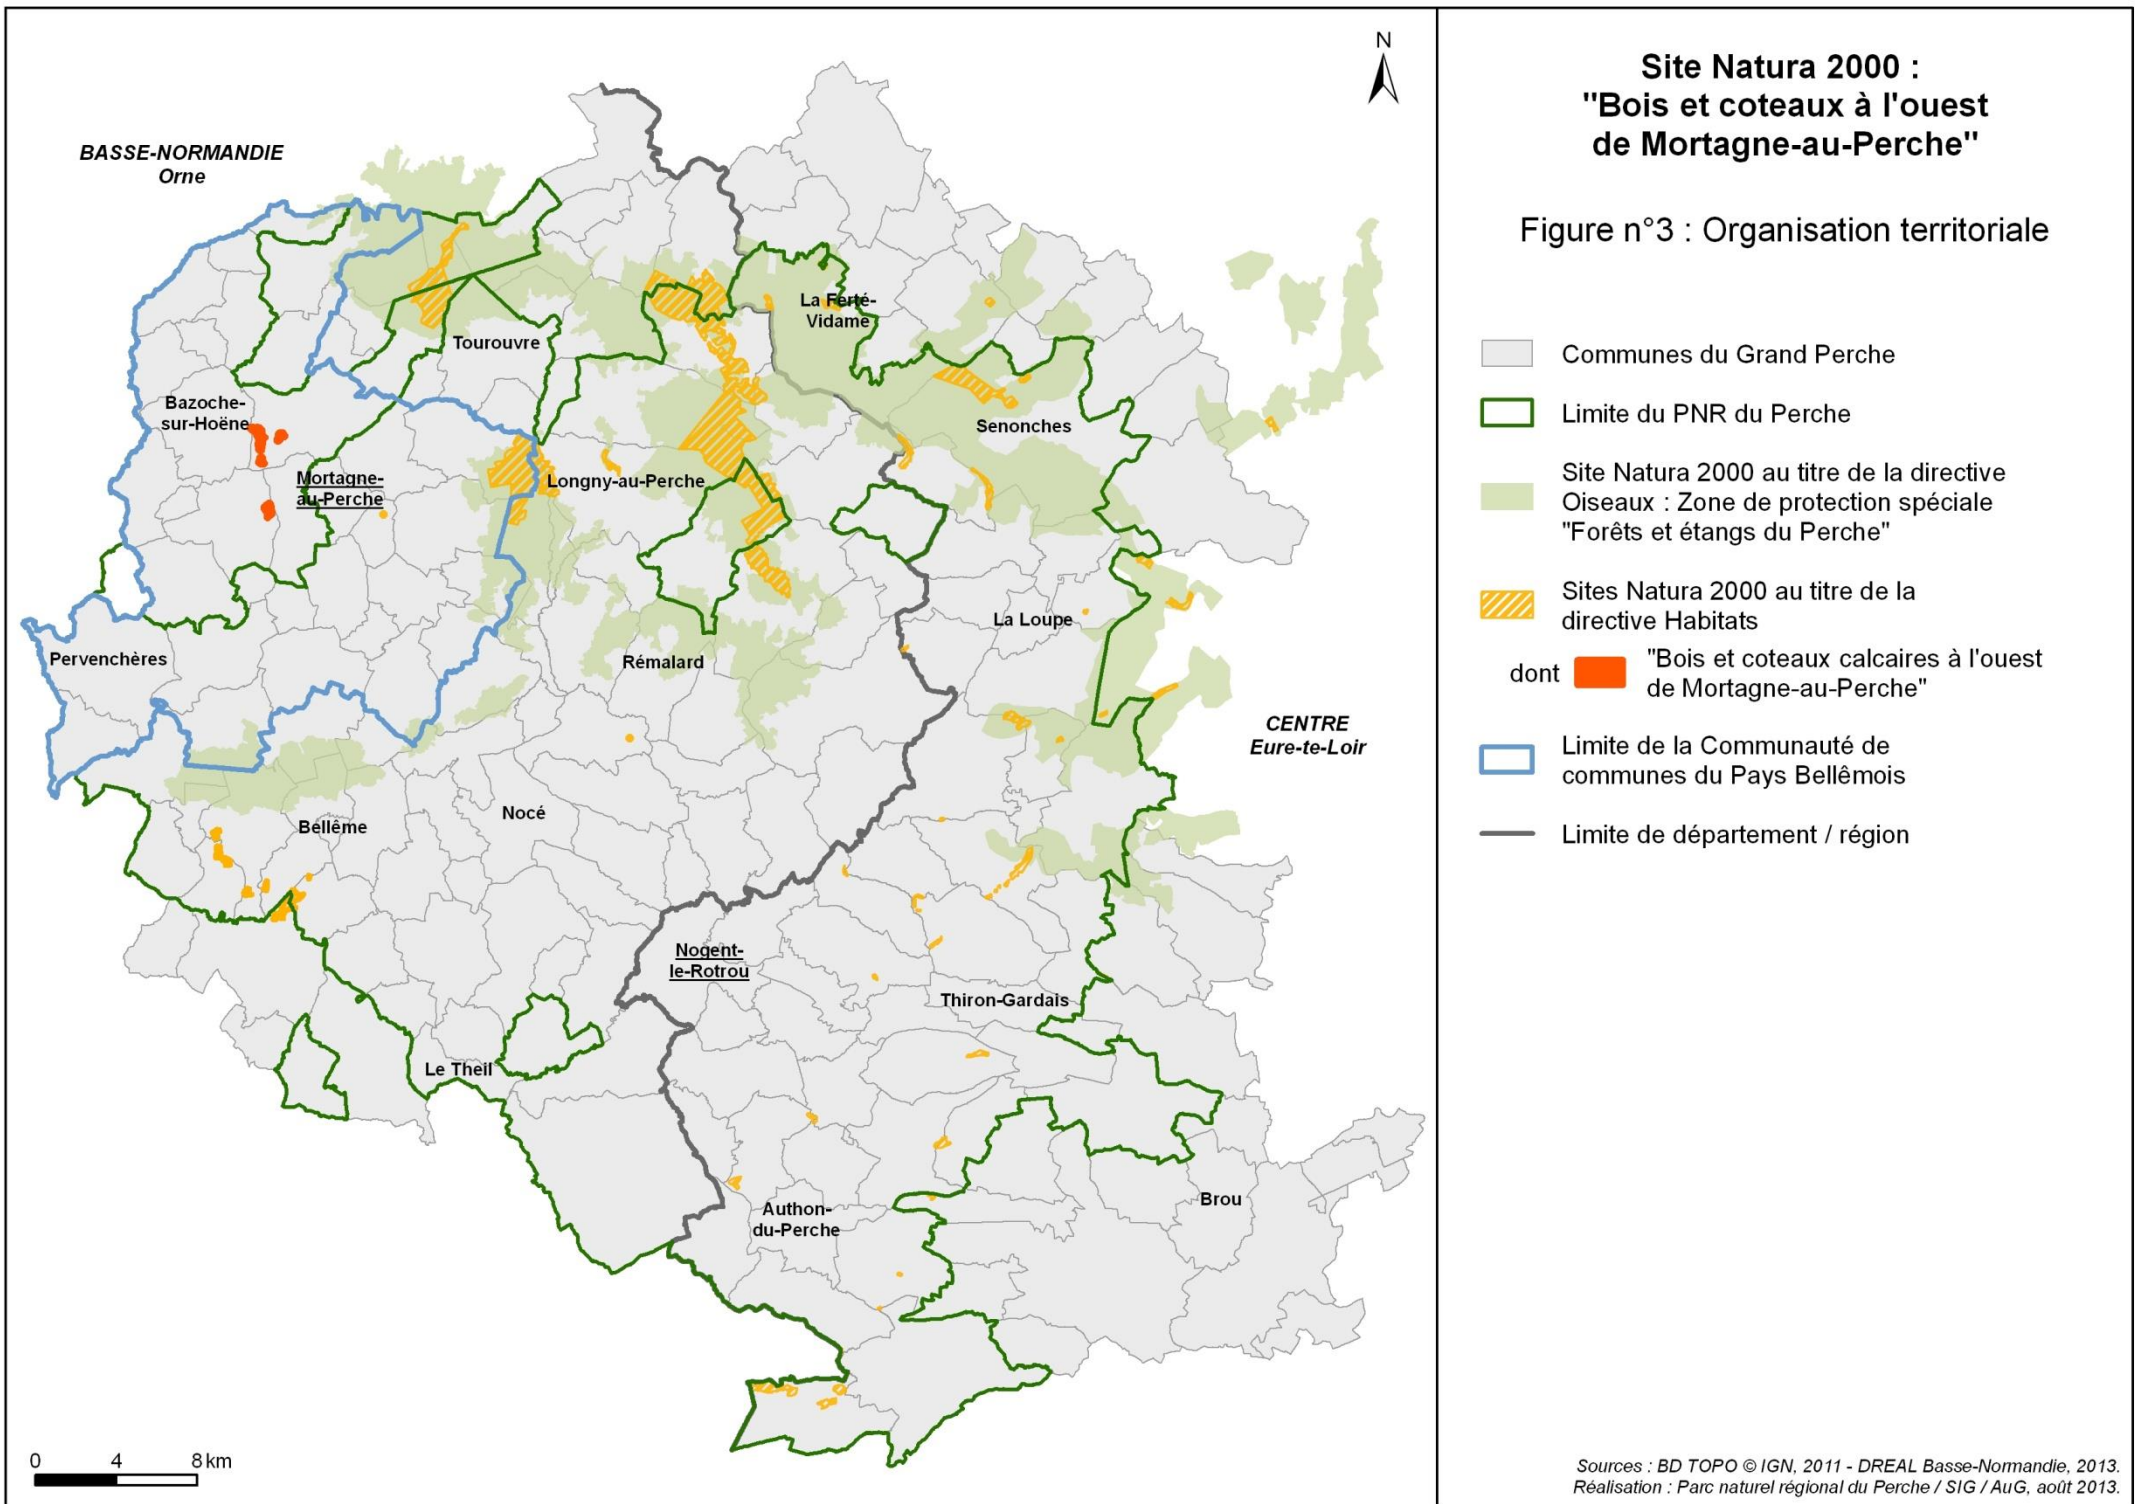 N
BASSE-NORMANDIE
Orne
La Ferté-
Vidame
Tourouvre
Bazoche-
sur-Hoëne
Senonches
Mortagne-
au-Perche
Longny-au-Perche
La Loupe
Pervenchères
Rémalard
CENTRE
Eure-te-Loir
Nocé
Bellême
Nogent-
le-Rotrou
Thiron-Gardais
Le Theil
Authon-
du-Perche
Brou
0 4 8 km
Site Natura 2000 :
"Bois et coteaux à l'ouest
de Mortagne-au-Perche"
Figure n°3 : Organisation territoriale
Communes du Grand Perche
Limite du PNR du Perche
Site Natura 2000 au titre de la directive
Oiseaux : Zone de protection spéciale
"Forêts et étangs du Perche"
Sites Natura 2000 au titre de la
directive Habitats
dont "Bois et coteaux calcaires à l'ouest
de Mortagne-au-Perche"
Limite de la Communauté de
communes du Pays Bellêmois
Limite de département / région
Sources : BD TOPO © IGN, 2011 - DREAL Basse-Normandie, 2013.
Réalisation : Parc naturel régional du Perche / SIG / AuG, août 2013.